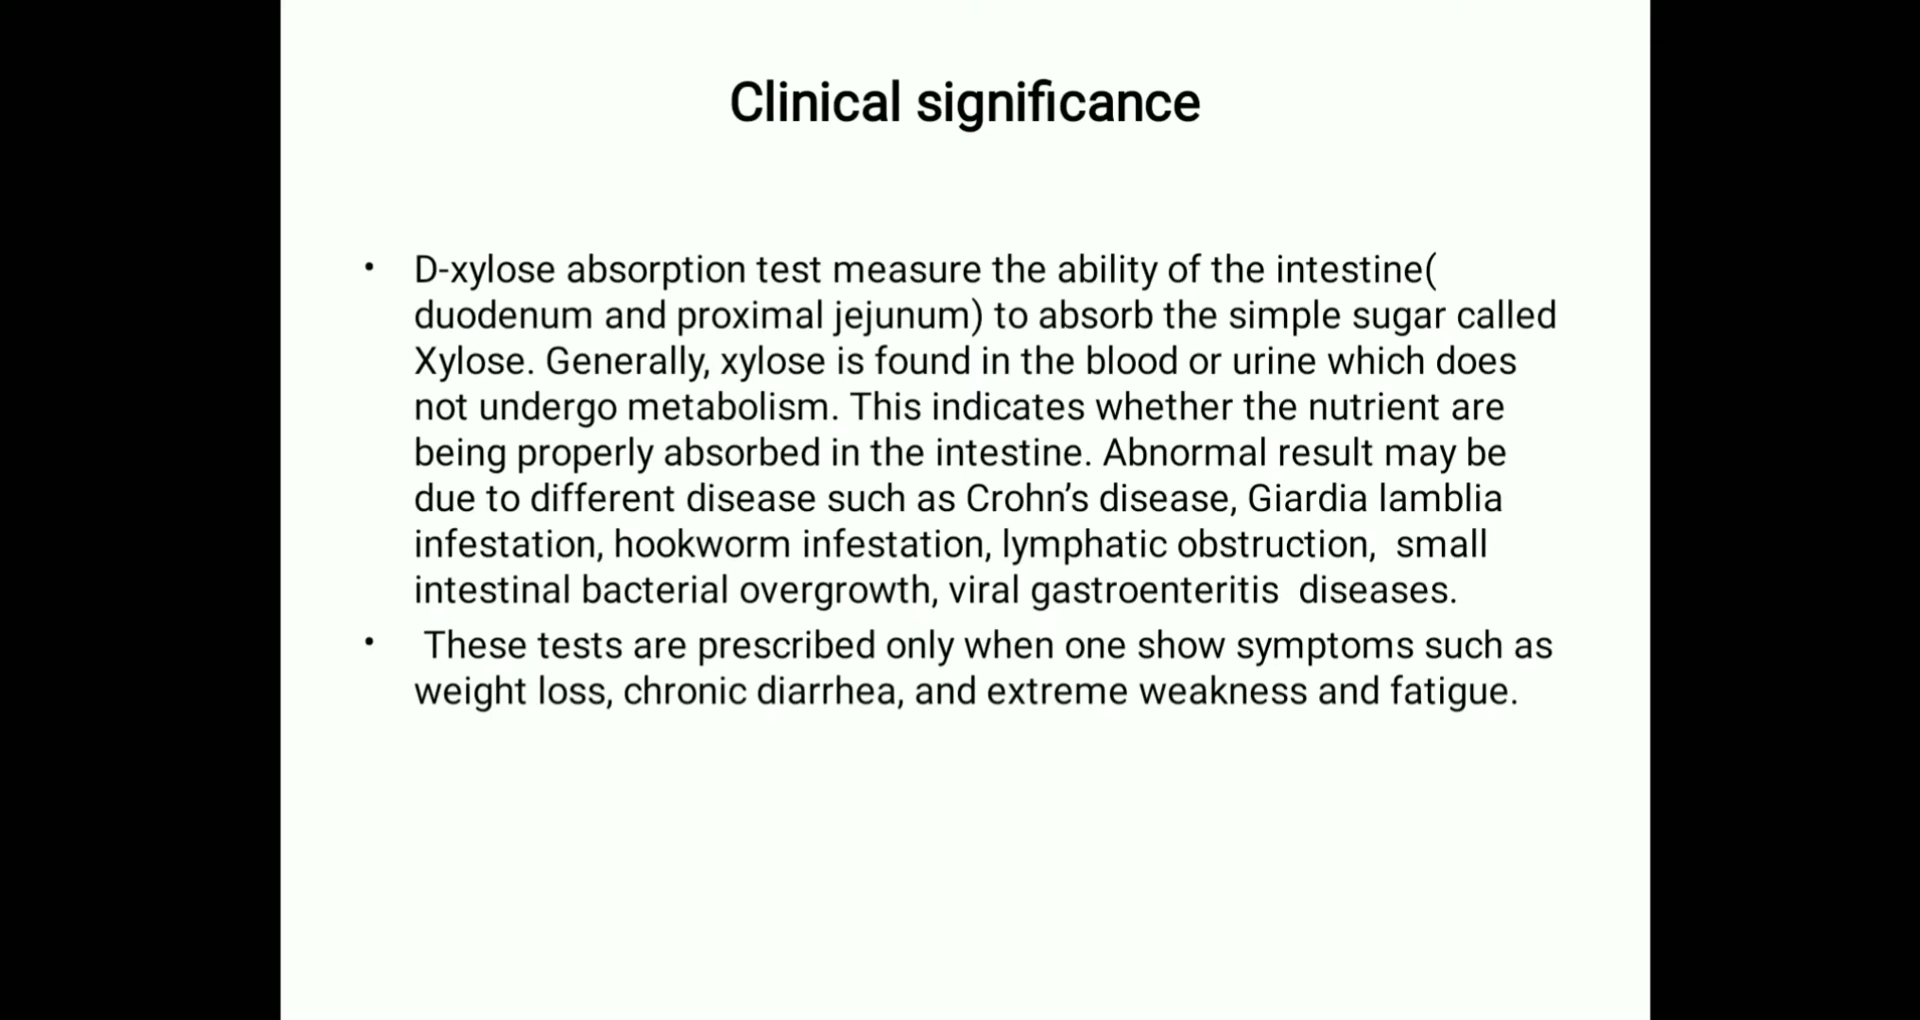 Clinical significance
• D-xylose absorption test measure the ability of the intestine(
duodenum and proximal jejunum) to absorb the simple sugar called
Xylose. Generally, xylose is found in the blood or urine which does
not undergo metabolism. This indicates whether the nutrient are
being properly absorbed in the intestine. Abnormal result may be
due to different disease such as Crohn’s disease, Giardia lamblia
infestation, hookworm infestation, lymphatic obstruction,  small
intestinal bacterial overgrowth, viral gastroenteritis  diseases.
• These tests are prescribed only when one show symptoms such as
weight loss, chronic diarrhea, and extreme weakness and fatigue.